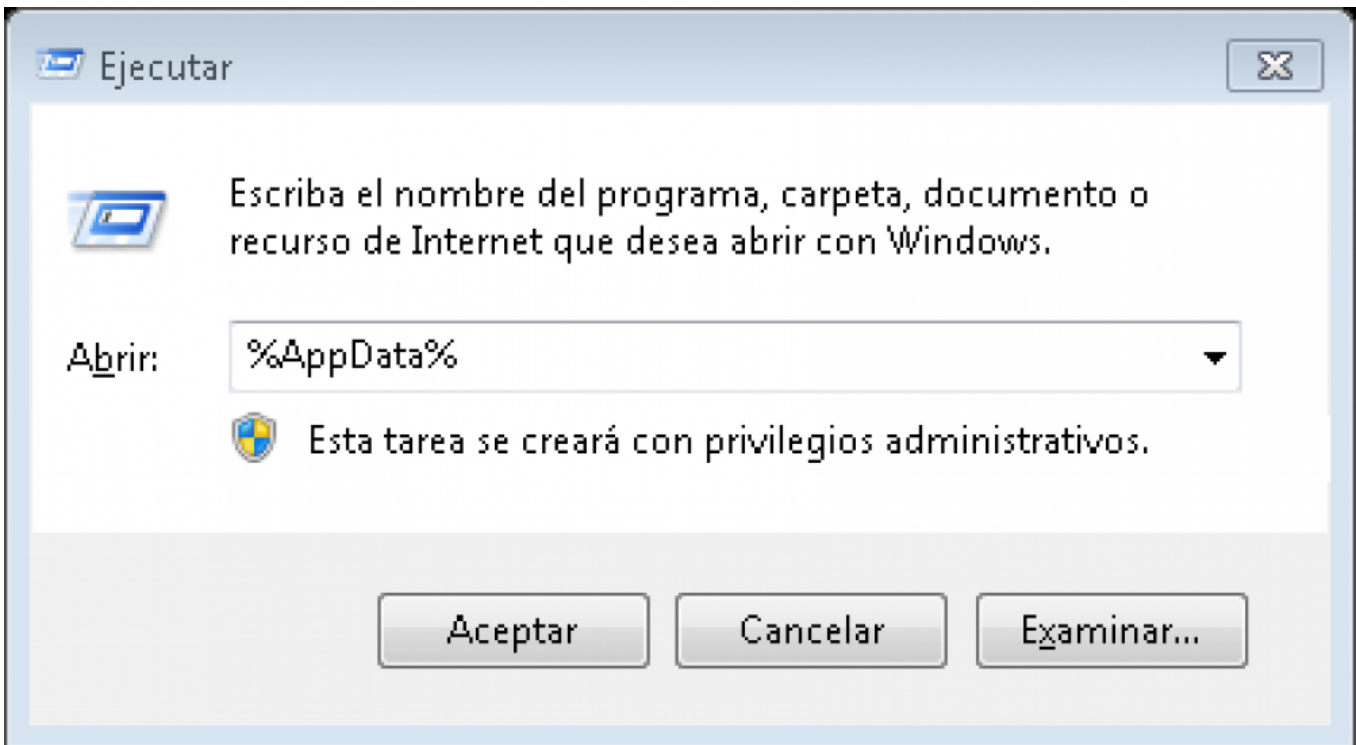 Ejecutar
Escriba el nombre del programa, carpeta, documento o
recurso de Internet que desea abrir con Windows.
Abrir: %AppData%
Esta tarea se creará con privilegios administrativos.
Aceptar Cancelar Examinar...